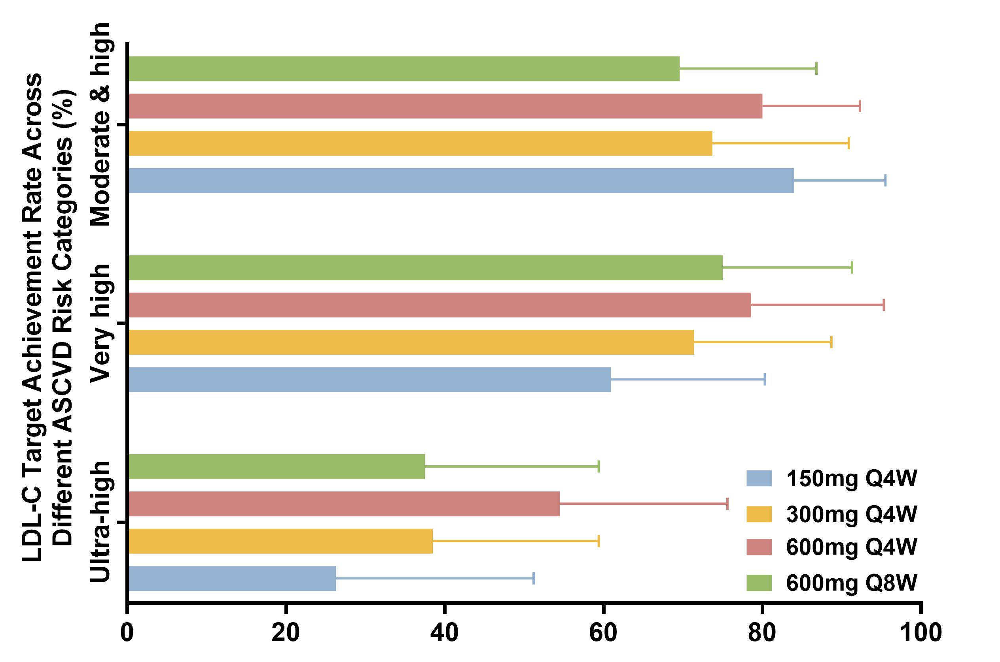 LDL-C Target Achievement Rate Across
Different ASCVD Risk Categories (%)
Moderate & high
Very high
Ultra-high
150mg Q4W
300mg Q4W
600mg Q4W
600mg Q8W
0 20 40 60 80 100